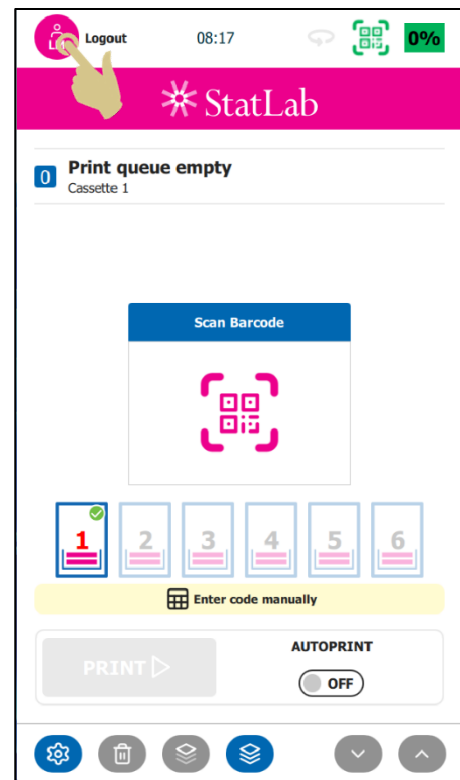 Logout
08:17
0%
StatLab
0
Print queue empty
Cassette 1
Scan Barcode
1 2 3 4 5 6
Enter code manually
PRINT
AUTOPRINT
OFF